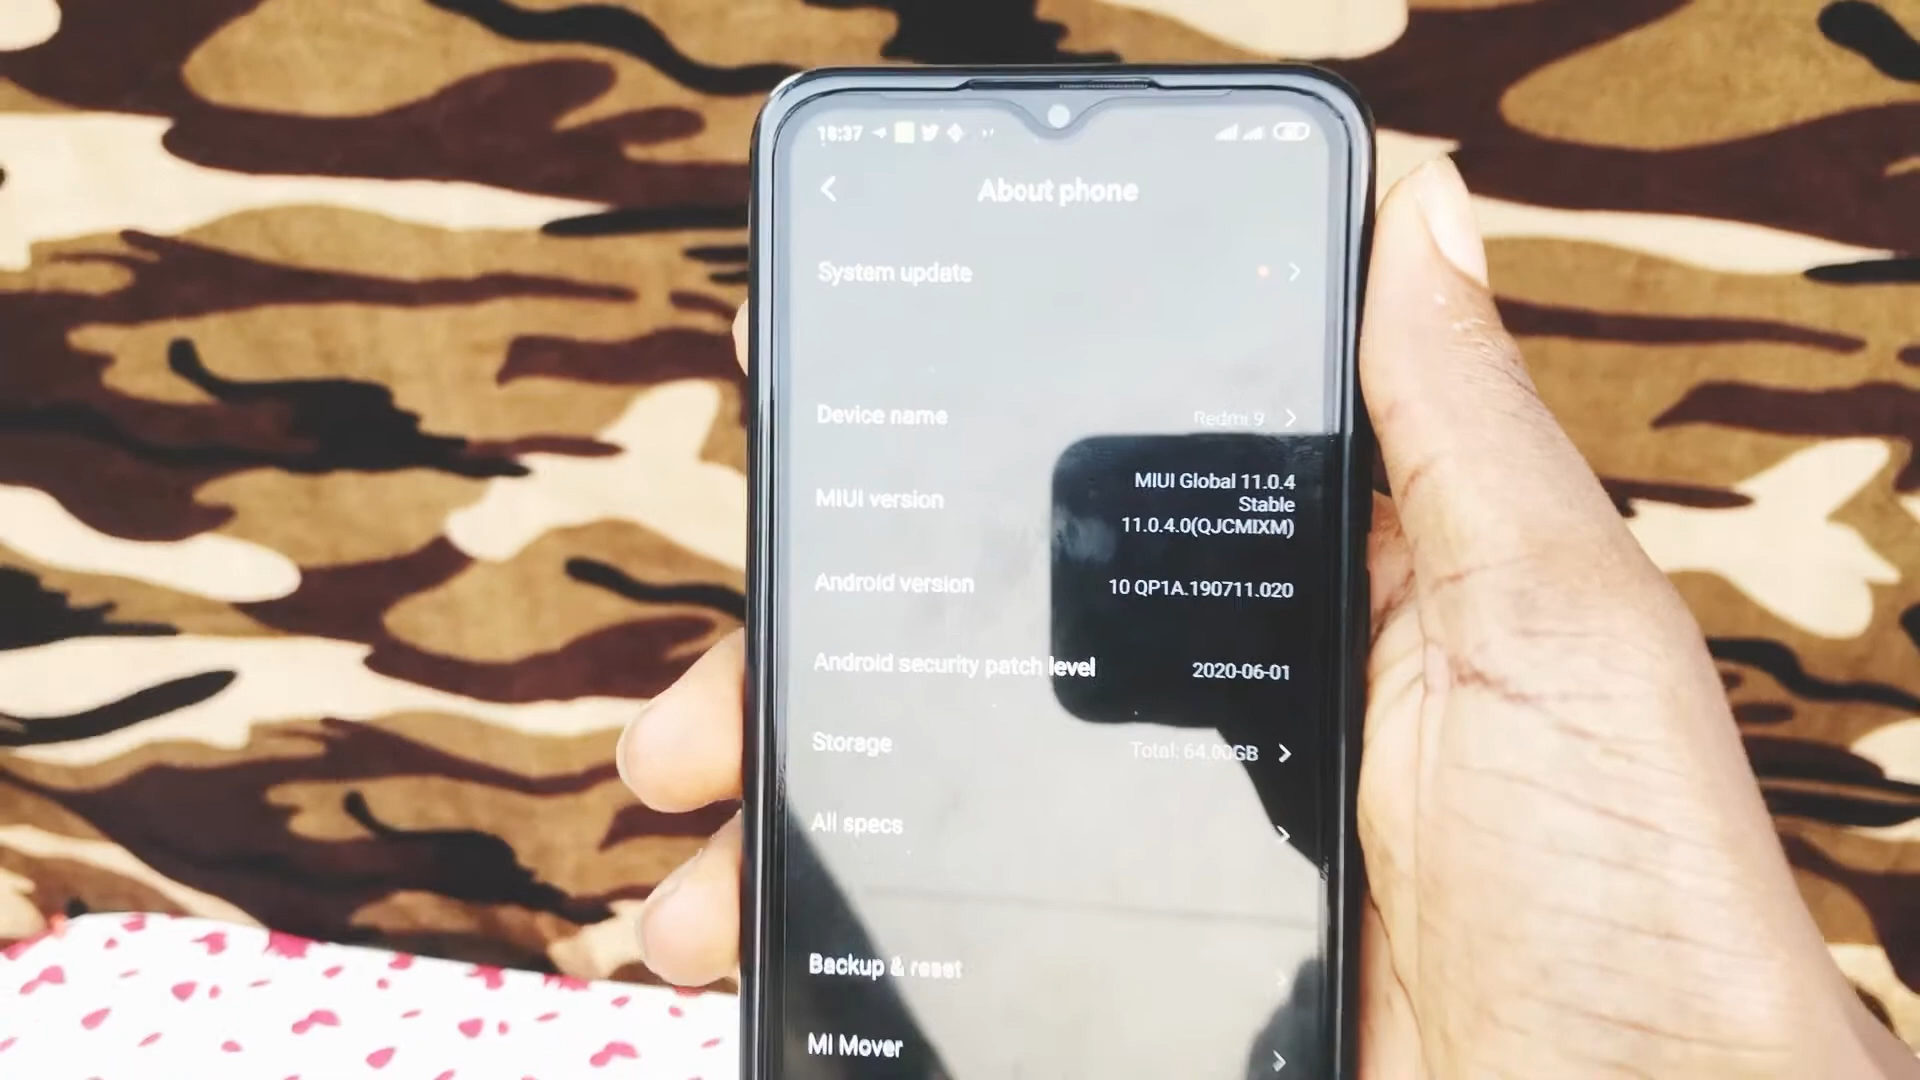 18:37
About phone
System update
Device name
Redmi 9
MIUI version
MIUI Global 11.0.4
Stable
11.0.4.0(QJCMIXM)
Android version
10 QP1A.190711.020
Android security patch level
2020-06-01
Storage
Total: 64.00GB
All specs
Backup & reset
Mi Mover